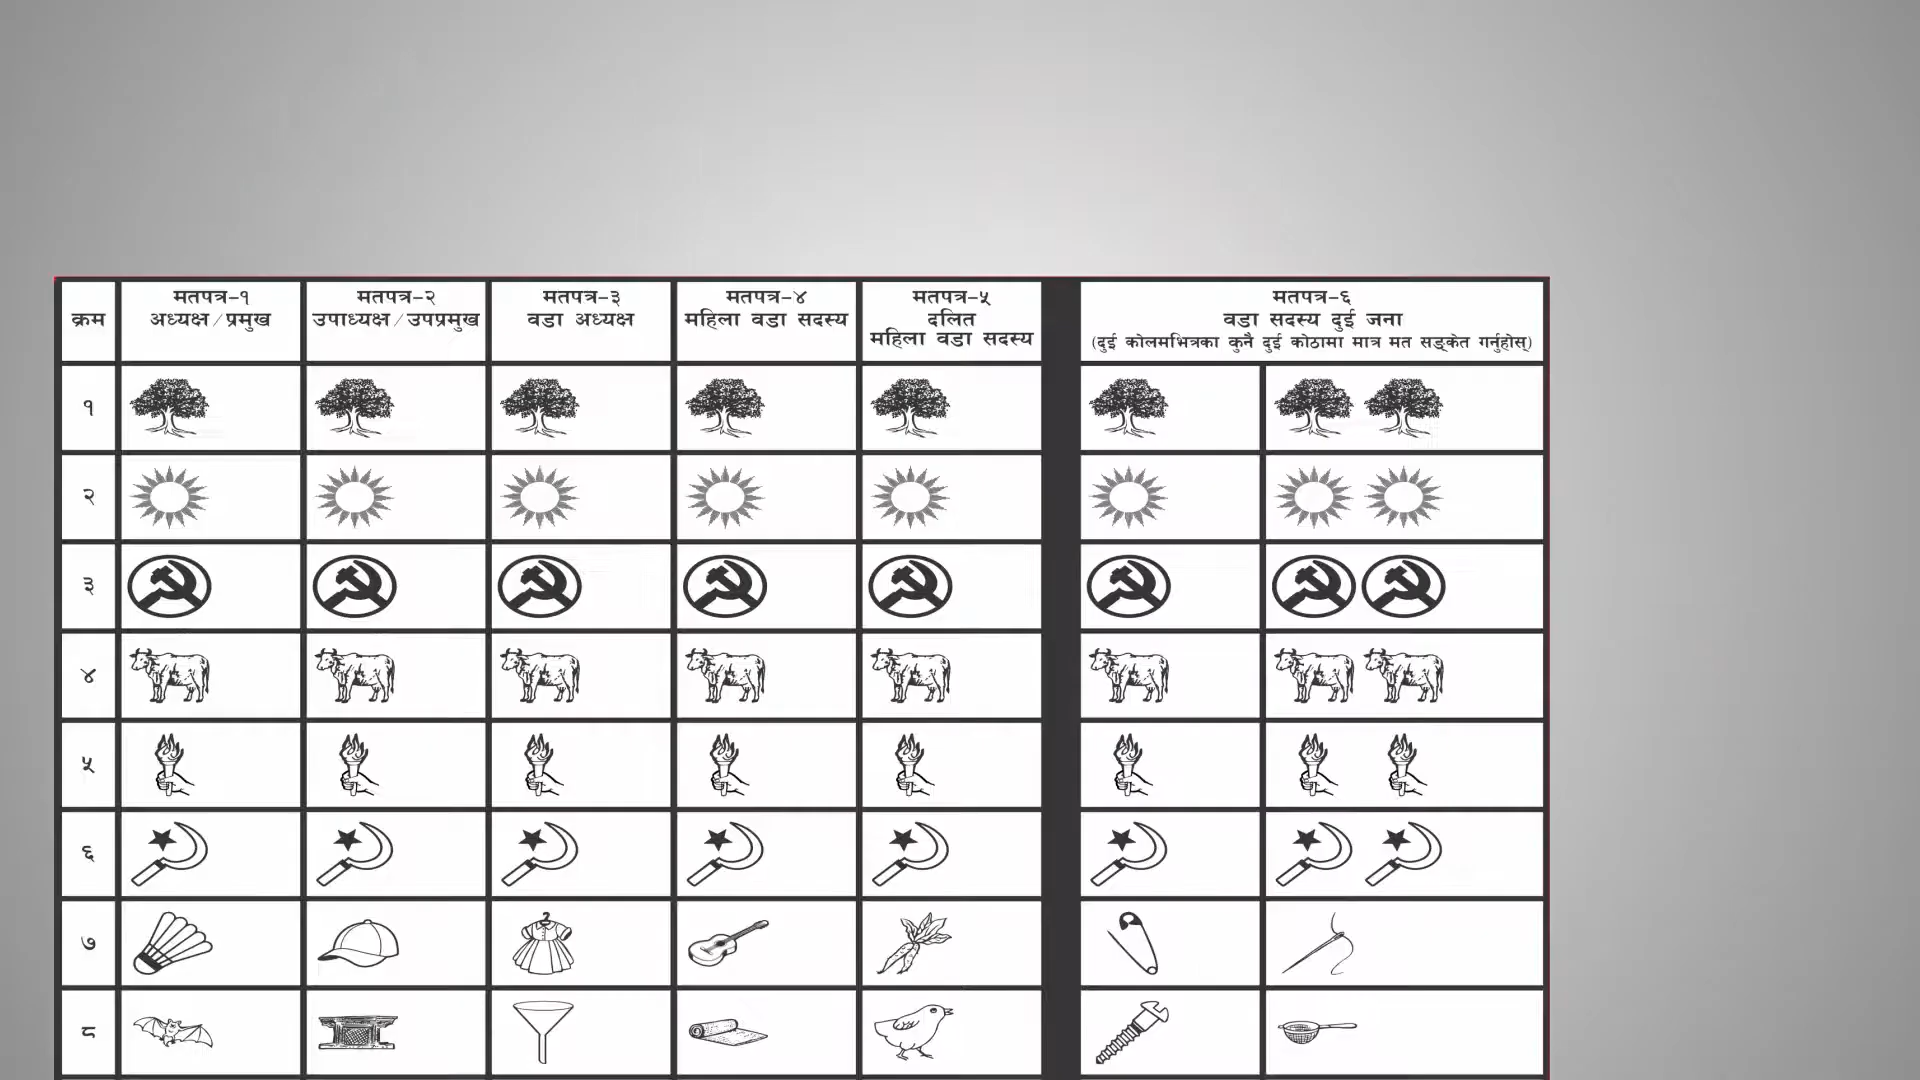 क्रम
मतपत्र–१
अध्यक्ष/प्रमुख
मतपत्र–२
उपाध्यक्ष/उपप्रमुख
मतपत्र–३
वडा अध्यक्ष
मतपत्र–४
महिला वडा सदस्य
मतपत्र–५
दलित
महिला वडा सदस्य
मतपत्र–६
वडा सदस्य दुई जना
(दुई कोलमभित्रका कुनै दुई कोठामा मात्र मत सङ्केत गर्नुहोस्)
१
२
३
४
५
६
७
८